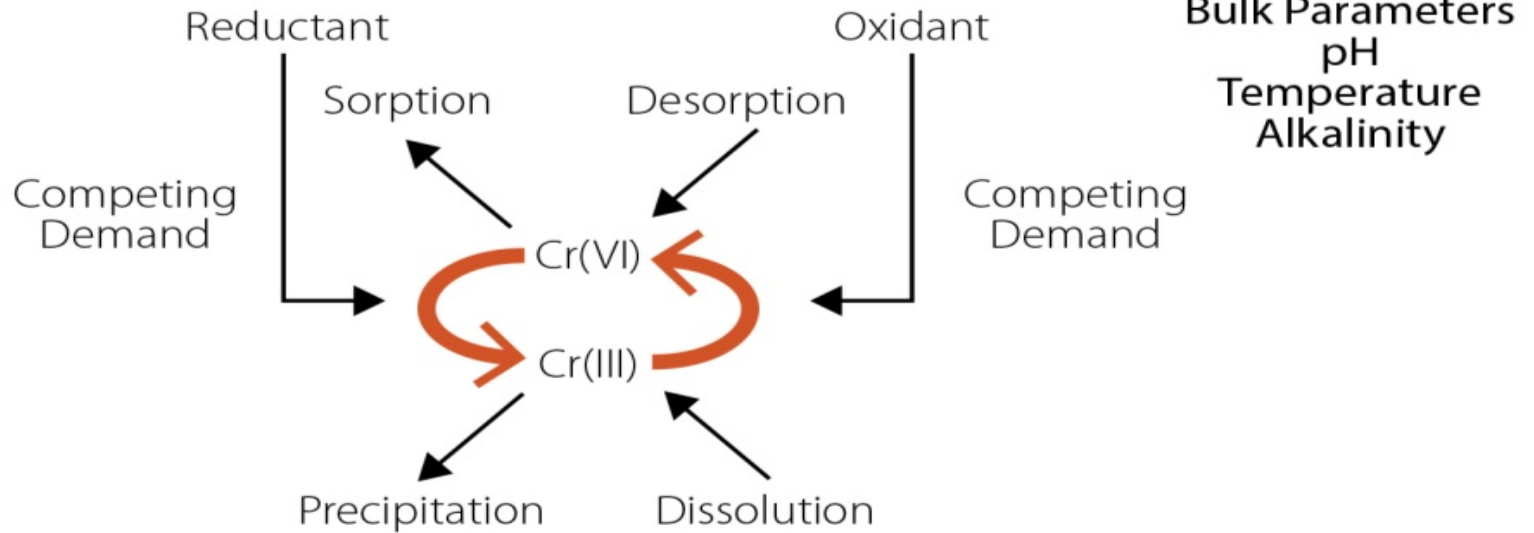 Reductant
Oxidant
Bulk Parameters
pH
Temperature
Alkalinity
Sorption
Desorption
Competing
Demand
Competing
Demand
Cr(VI)
Cr(III)
Precipitation
Dissolution